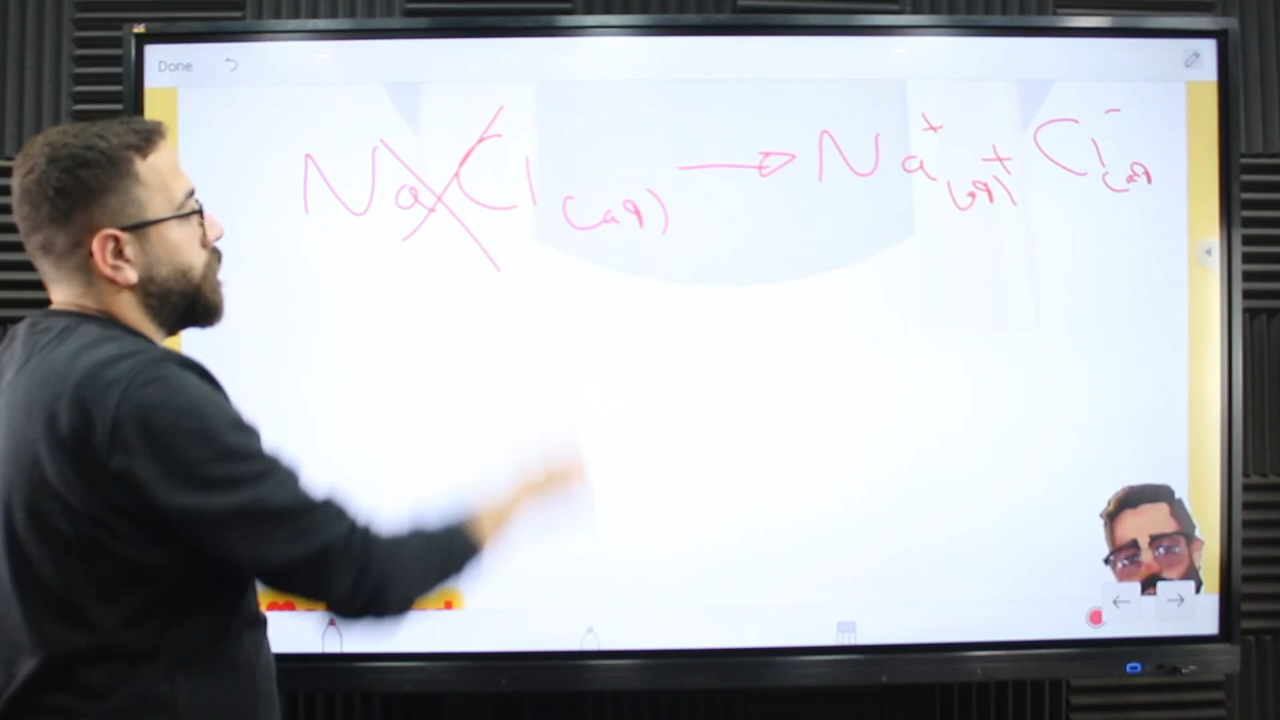 Done
NaCl (aq) → Na⁺(aq) + Cl⁻(aq